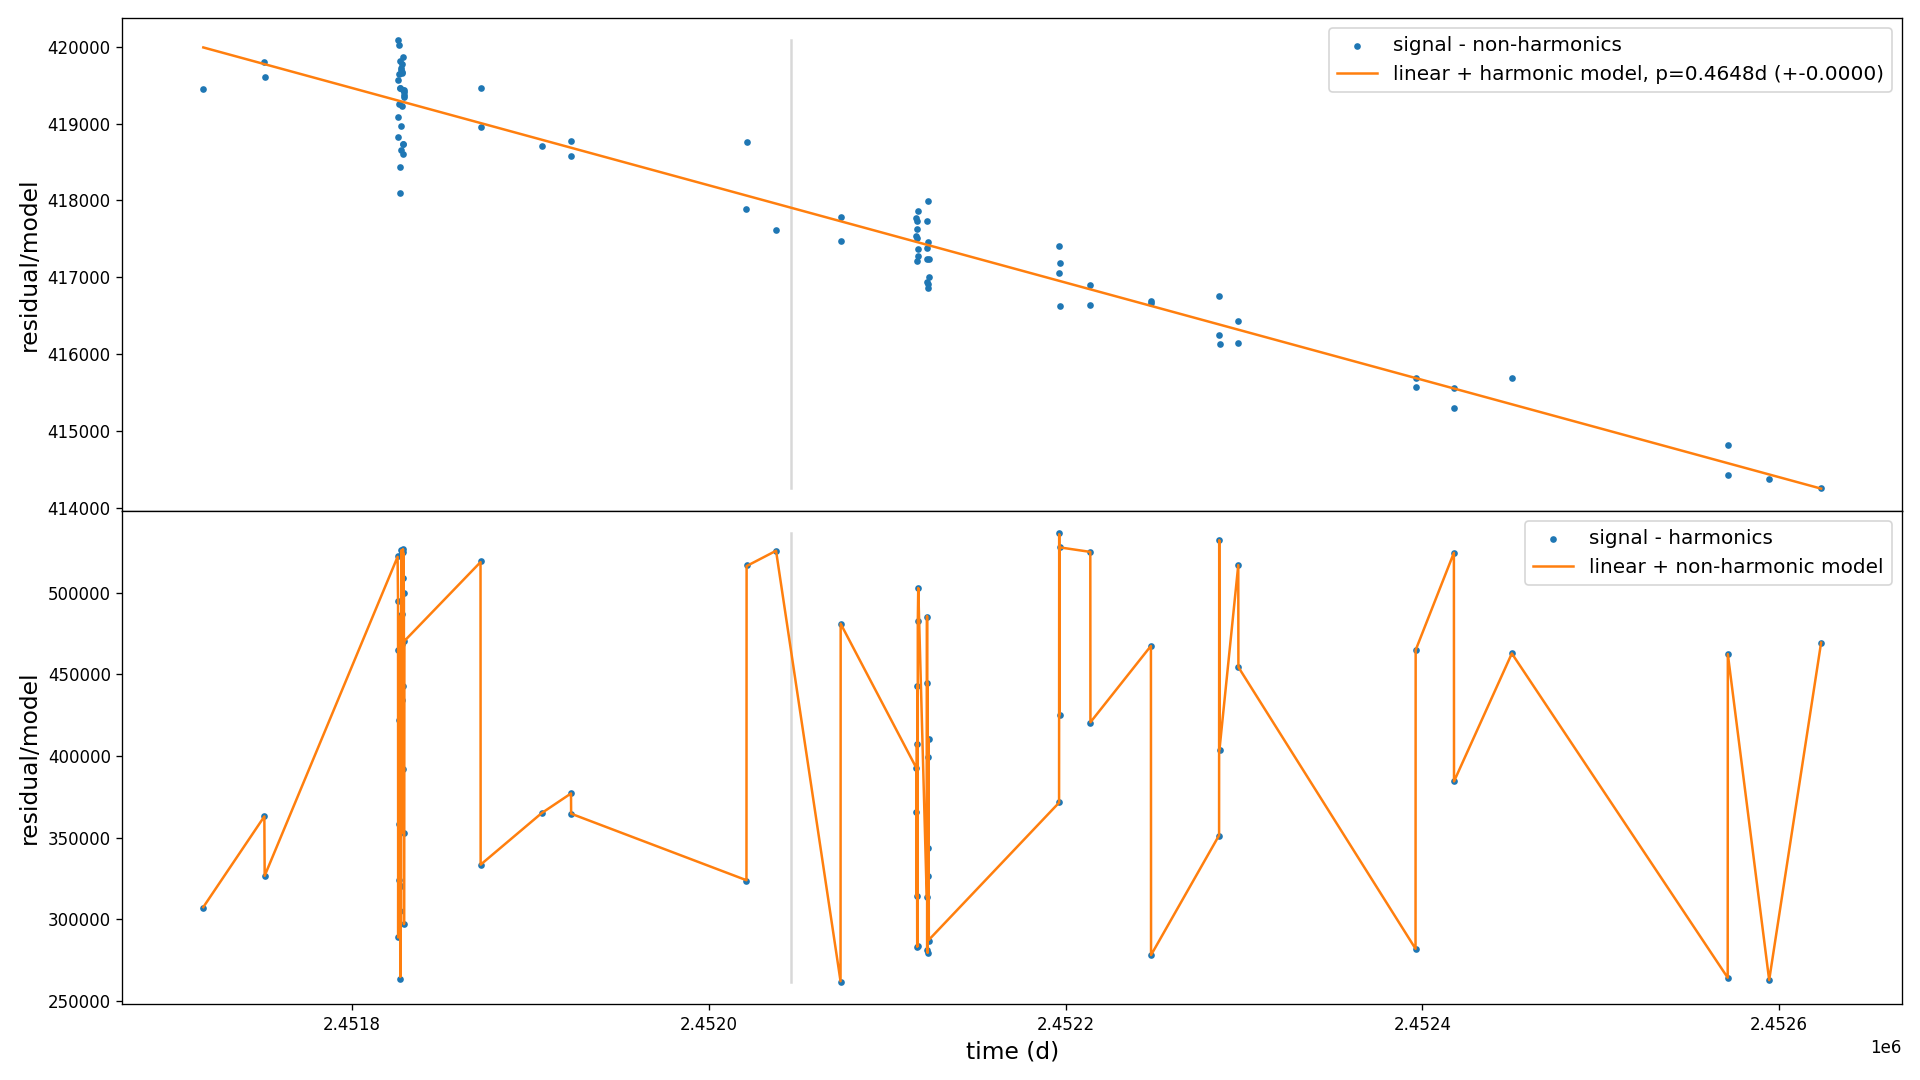 420000
419000
418000
417000
416000
415000
414000
residual/model
signal - non-harmonics
linear + harmonic model, p=0.4648d (+-0.0000)
500000
450000
400000
350000
300000
250000
residual/model
signal - harmonics
linear + non-harmonic model
2.4518
2.4520
2.4522
2.4524
2.4526
1e6
time (d)